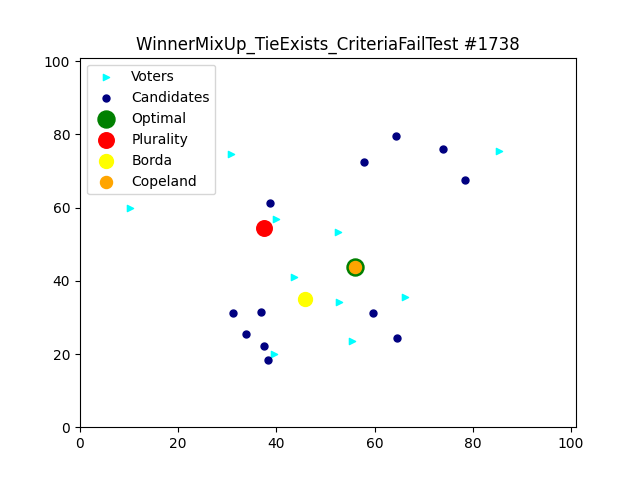 WinnerMixUp_TieExists_CriteriaFailTest #1738
100
80
60
40
20
0
Voters
Candidates
Optimal
Plurality
Borda
Copeland
0 20 40 60 80 100